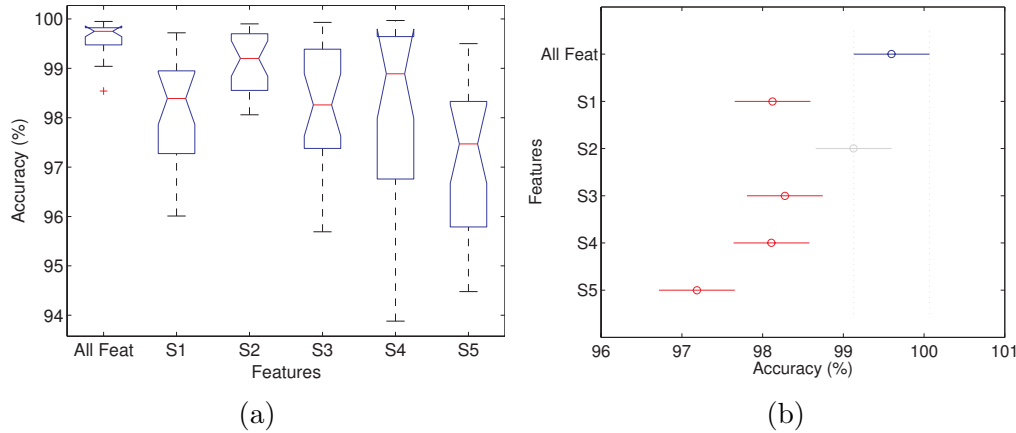 100
99
98
97
96
95
94
Accuracy (%)
All Feat S1 S2 S3 S4 S5
Features
(a)
All Feat
S1
S2
S3
S4
S5
Features
96 97 98 99 100 101
Accuracy (%)
(b)